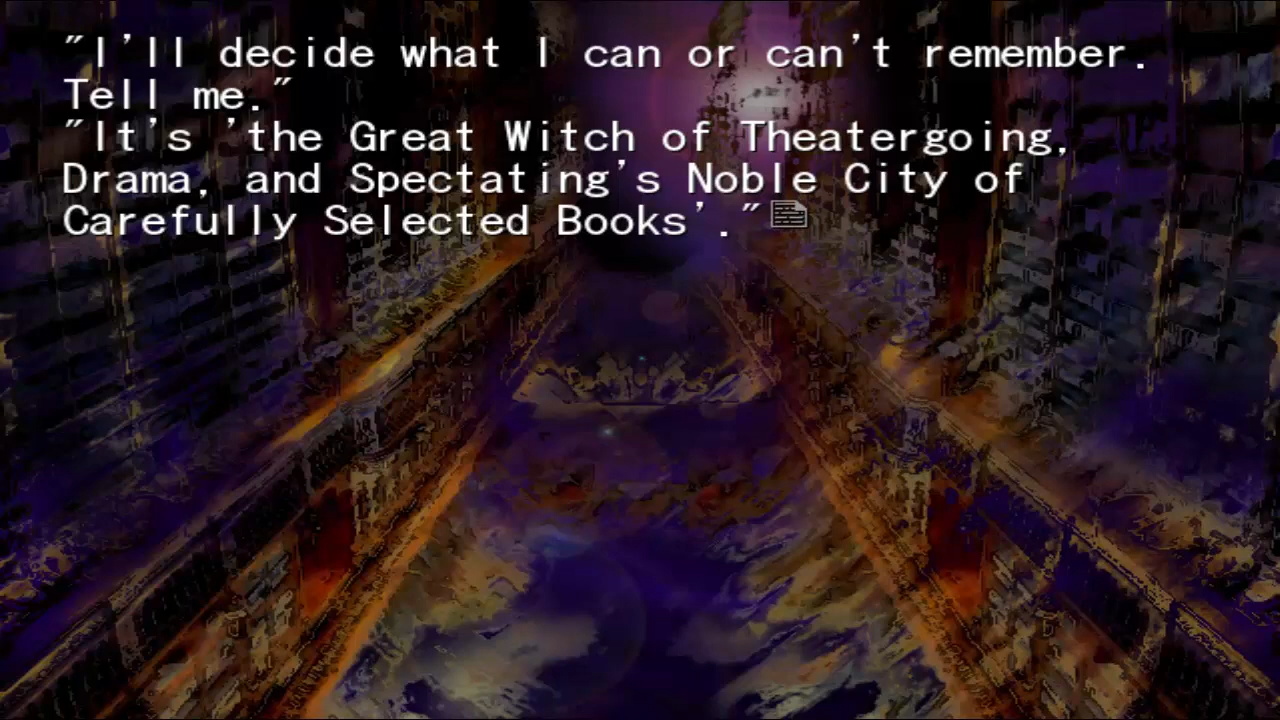 "I'll decide what I can or can't remember.
Tell me."
"It's 'the Great Witch of Theatergoing,
Drama, and Spectating's Noble City of
Carefully Selected Books'."